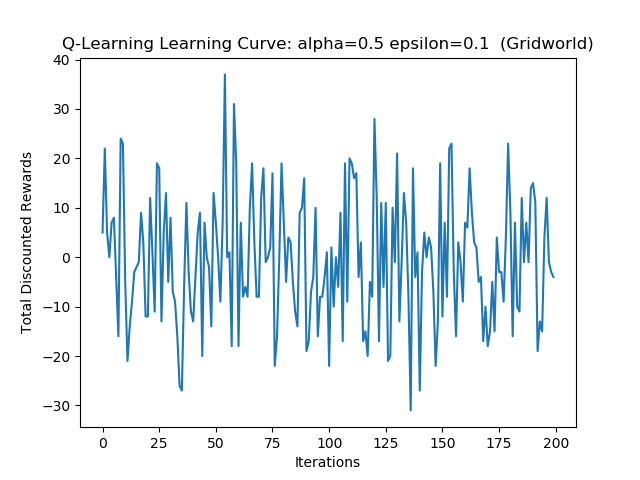 Q-Learning Learning Curve: alpha=0.5 epsilon=0.1  (Gridworld)
40
30
20
10
0
−10
−20
−30
Total Discounted Rewards
0 25 50 75 100 125 150 175 200
Iterations